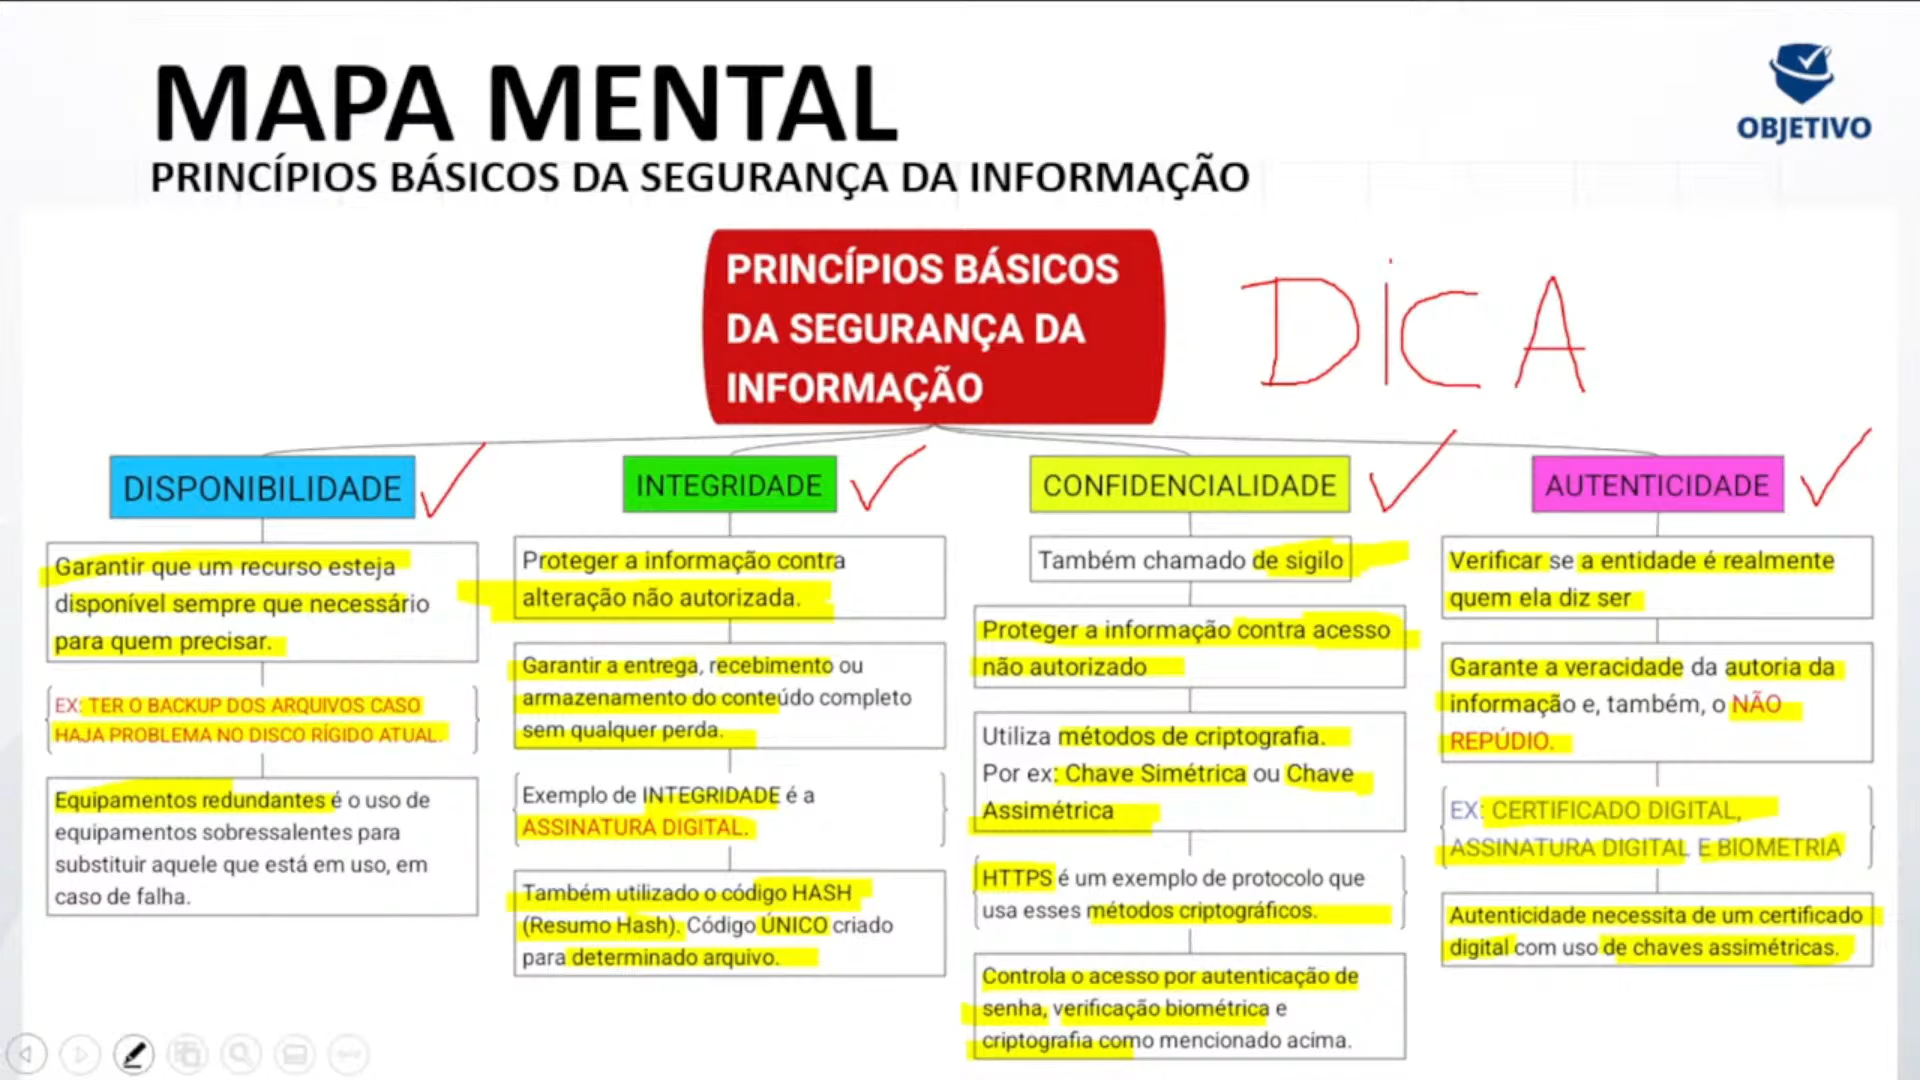 MAPA MENTAL
PRINCÍPIOS BÁSICOS DA SEGURANÇA DA INFORMAÇÃO
OBJETIVO
PRINCÍPIOS BÁSICOS
DA SEGURANÇA DA
INFORMAÇÃO
DICA
DISPONIBILIDADE
Garantir que um recurso esteja
disponível sempre que necessário
para quem precisar.
EX: TER O BACKUP DOS ARQUIVOS CASO
HAJA PROBLEMA NO DISCO RÍGIDO ATUAL.
Equipamentos redundantes é o uso de
equipamentos sobressalentes para
substituir aquele que está em uso, em
caso de falha.
INTEGRIDADE
Proteger a informação contra
alteração não autorizada.
Garantir a entrega, recebimento ou
armazenamento do conteúdo completo
sem qualquer perda.
Exemplo de INTEGRIDADE é a
ASSINATURA DIGITAL.
Também utilizado o código HASH
(Resumo Hash). Código ÚNICO criado
para determinado arquivo.
CONFIDENCIALIDADE
Também chamado de sigilo
Proteger a informação contra acesso
não autorizado
Utiliza métodos de criptografia.
Por ex: Chave Simétrica ou Chave
Assimétrica
HTTPS é um exemplo de protocolo que
usa esses métodos criptográficos.
Controla o acesso por autenticação de
senha, verificação biométrica e
criptografia como mencionado acima.
AUTENTICIDADE
Verificar se a entidade é realmente
quem ela diz ser
Garante a veracidade da autoria da
informação e, também, o NÃO
REPÚDIO.
EX: CERTIFICADO DIGITAL,
ASSINATURA DIGITAL E BIOMETRIA
Autenticidade necessita de um certificado
digital com uso de chaves assimétricas.